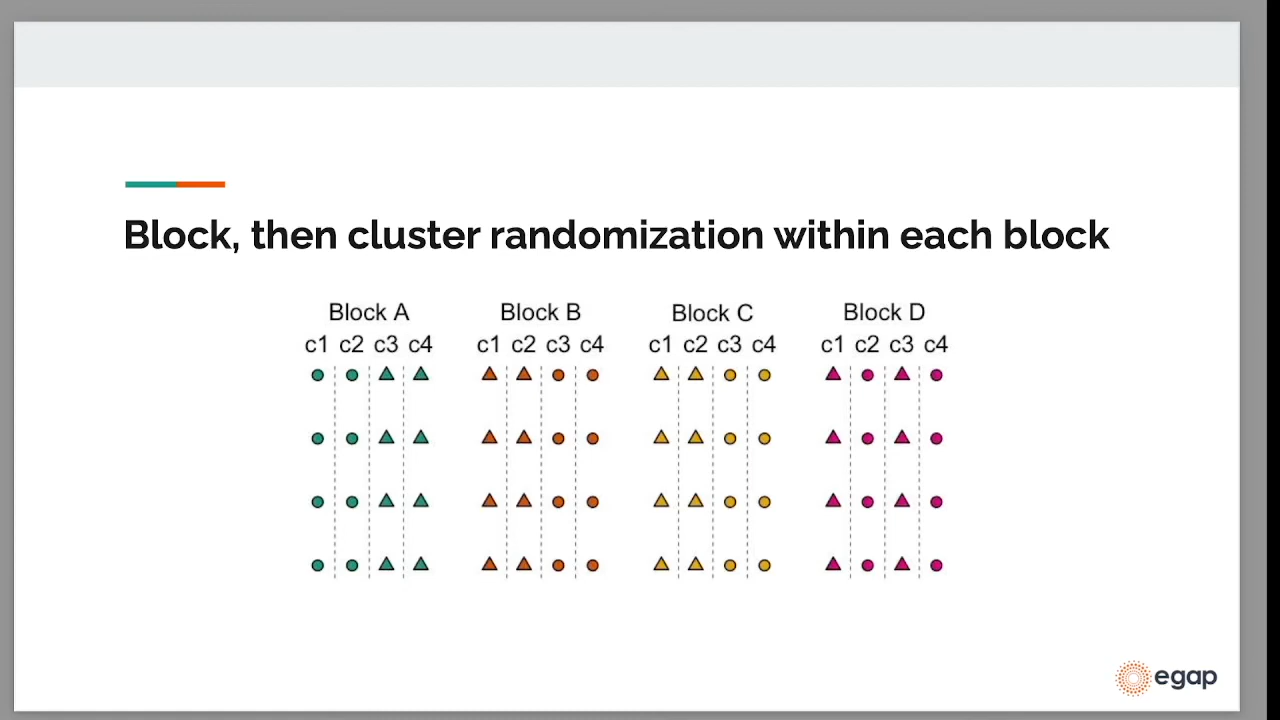 Block, then cluster randomization within each block
Block A Block B Block C Block D
c1 c2 c3 c4 c1 c2 c3 c4 c1 c2 c3 c4 c1 c2 c3 c4
egap